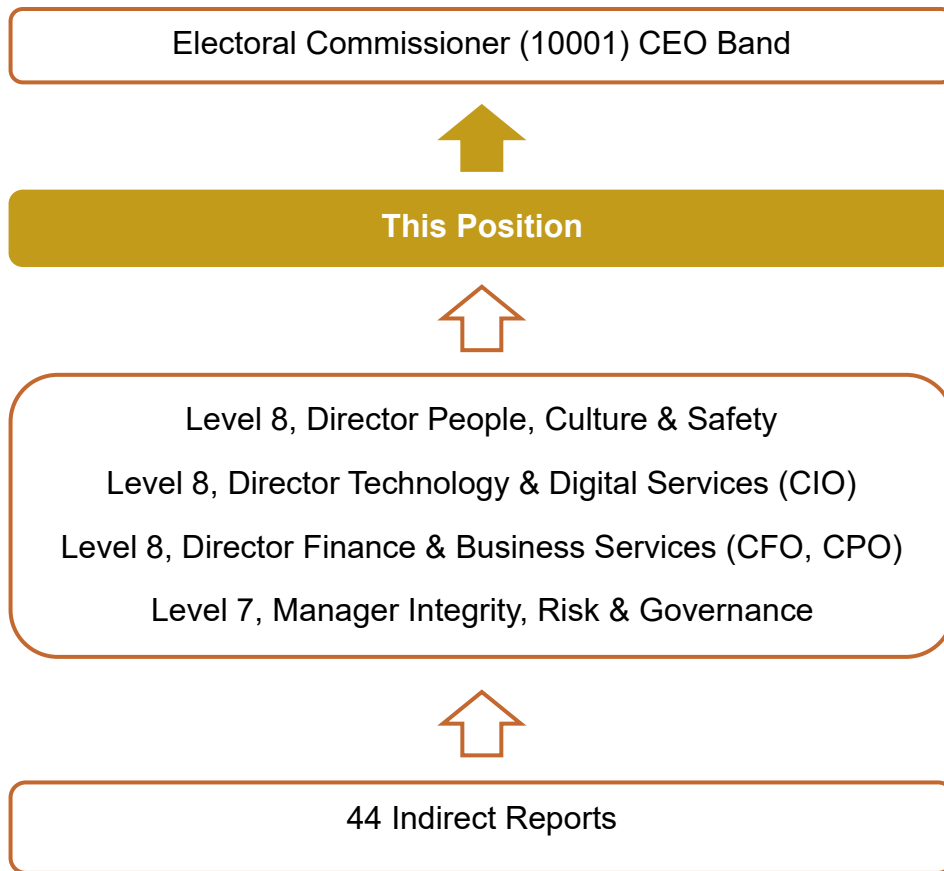 Electoral Commissioner (10001) CEO Band
This Position
Level 8, Director People, Culture & Safety
Level 8, Director Technology & Digital Services (CIO)
Level 8, Director Finance & Business Services (CFO, CPO)
Level 7, Manager Integrity, Risk & Governance
44 Indirect Reports